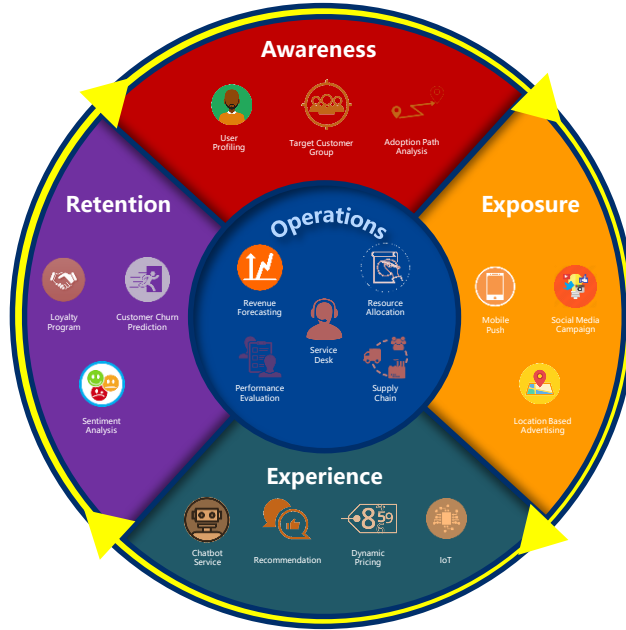 Awareness
User
Profiling
Target Customer
Group
Adoption Path
Analysis
Retention
Loyalty
Program
Customer Churn
Prediction
Sentiment
Analysis
Operations
Revenue
Forecasting
Resource
Allocation
Service
Desk
Performance
Evaluation
Supply
Chain
Exposure
Mobile
Push
Social Media
Campaign
Location Based
Advertising
Experience
Chatbot
Service
Recommendation
8
59
Dynamic
Pricing
IoT